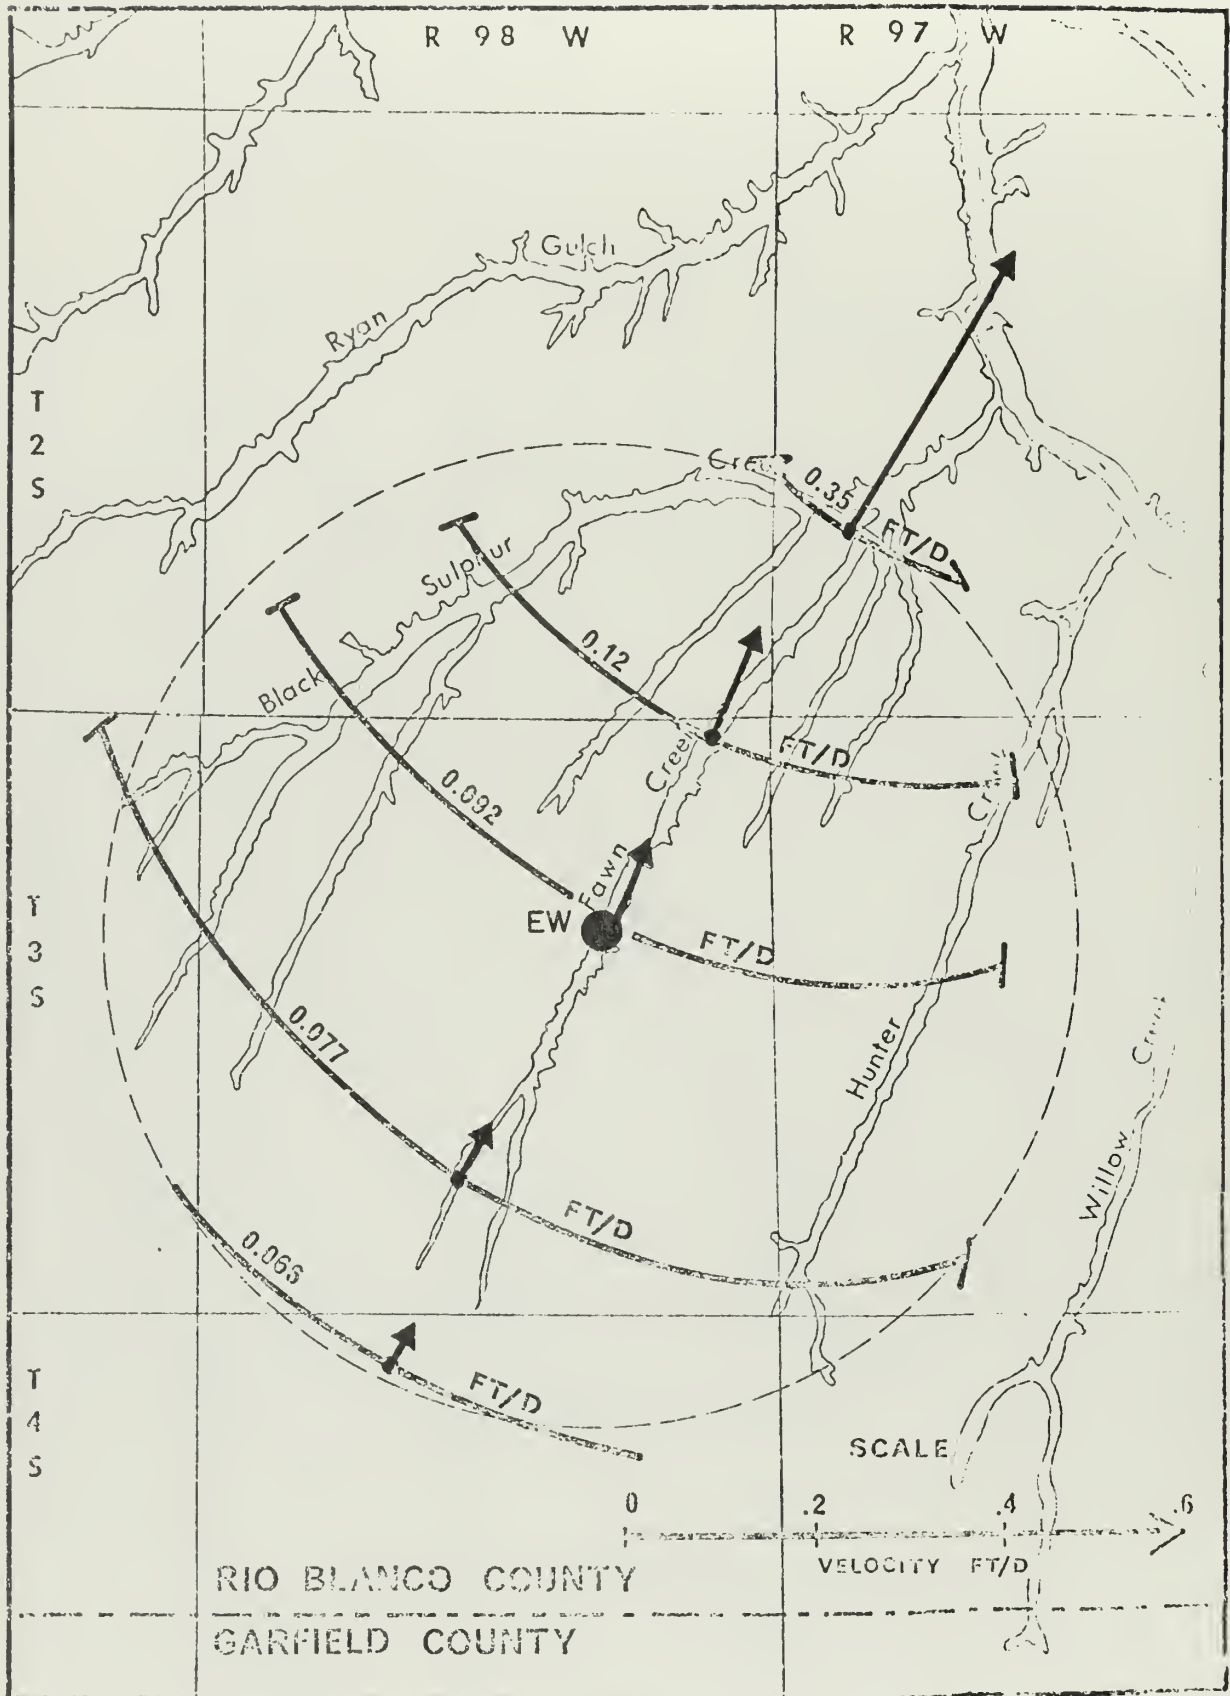 R 98 W
R 97 W
Gulch
Ryan
T
2
S
0.35
FT/D
Sulphur
0.12
Black
FT/D
Creek
0.092
Fawn
EW
FT/D
T
3
S
0.077
Hunter
Willow
FT/D
0.066
FT/D
T
4
S
SCALE
0 .2 .4 .6
VELOCITY FT/D
RIO BLANCO COUNTY
GARFIELD COUNTY